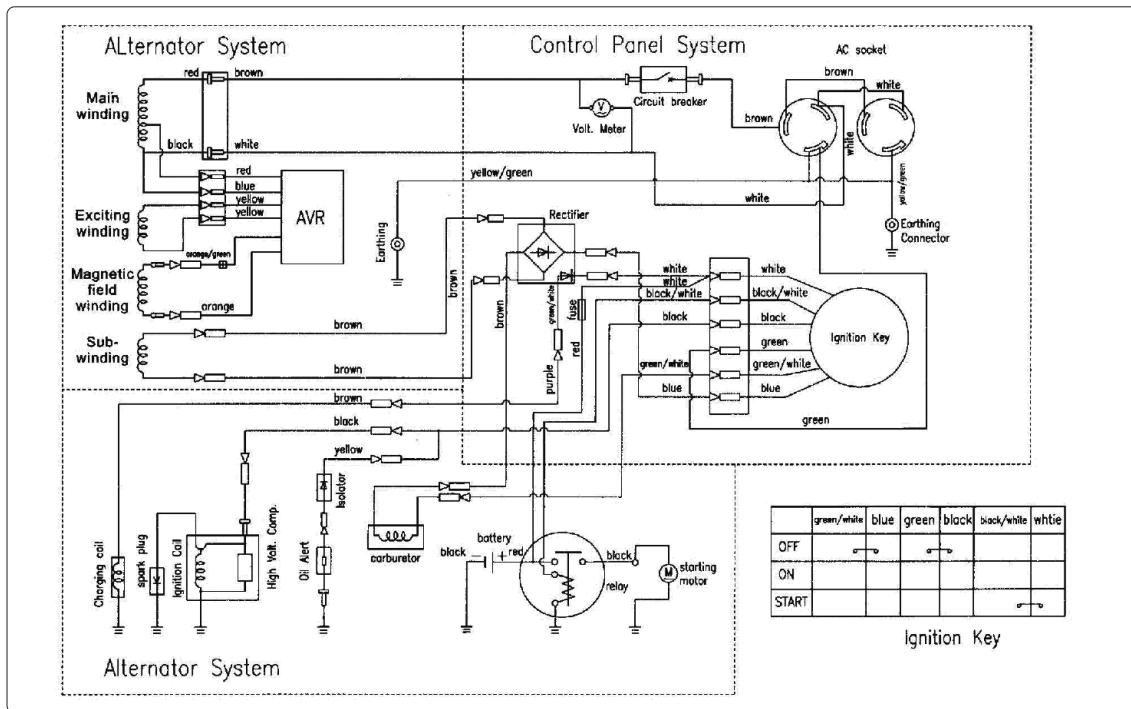 ALternator System
Control Panel System
AC socket
red
brown
brown
white
Main
winding
Circuit breaker
brown
V
Volt. Meter
white
black
white
yellow/green
red
blue
yellow
yellow
AVR
white
yellow/green
Exciting
winding
Rectifier
Earthing
Earthing
Connector
orange/green
Magnetic
field
winding
orange
brown
brown
green/white
fuse
white
white
white
black/white
black/white
black
black
Ignition Key
green
green/white
green/white
blue
blue
green
Sub-
winding
brown
brown
red
purple
brown
black
yellow
Isolator
Charging coil
spark plug
Ignition Coil
High Volt. Comp.
Oil Alert
carburetor
battery
black
−
+
red
black
relay
M
starting
motor
green/white
blue
green
black
black/white
whtie
OFF
ON
START
Ignition Key
Alternator System